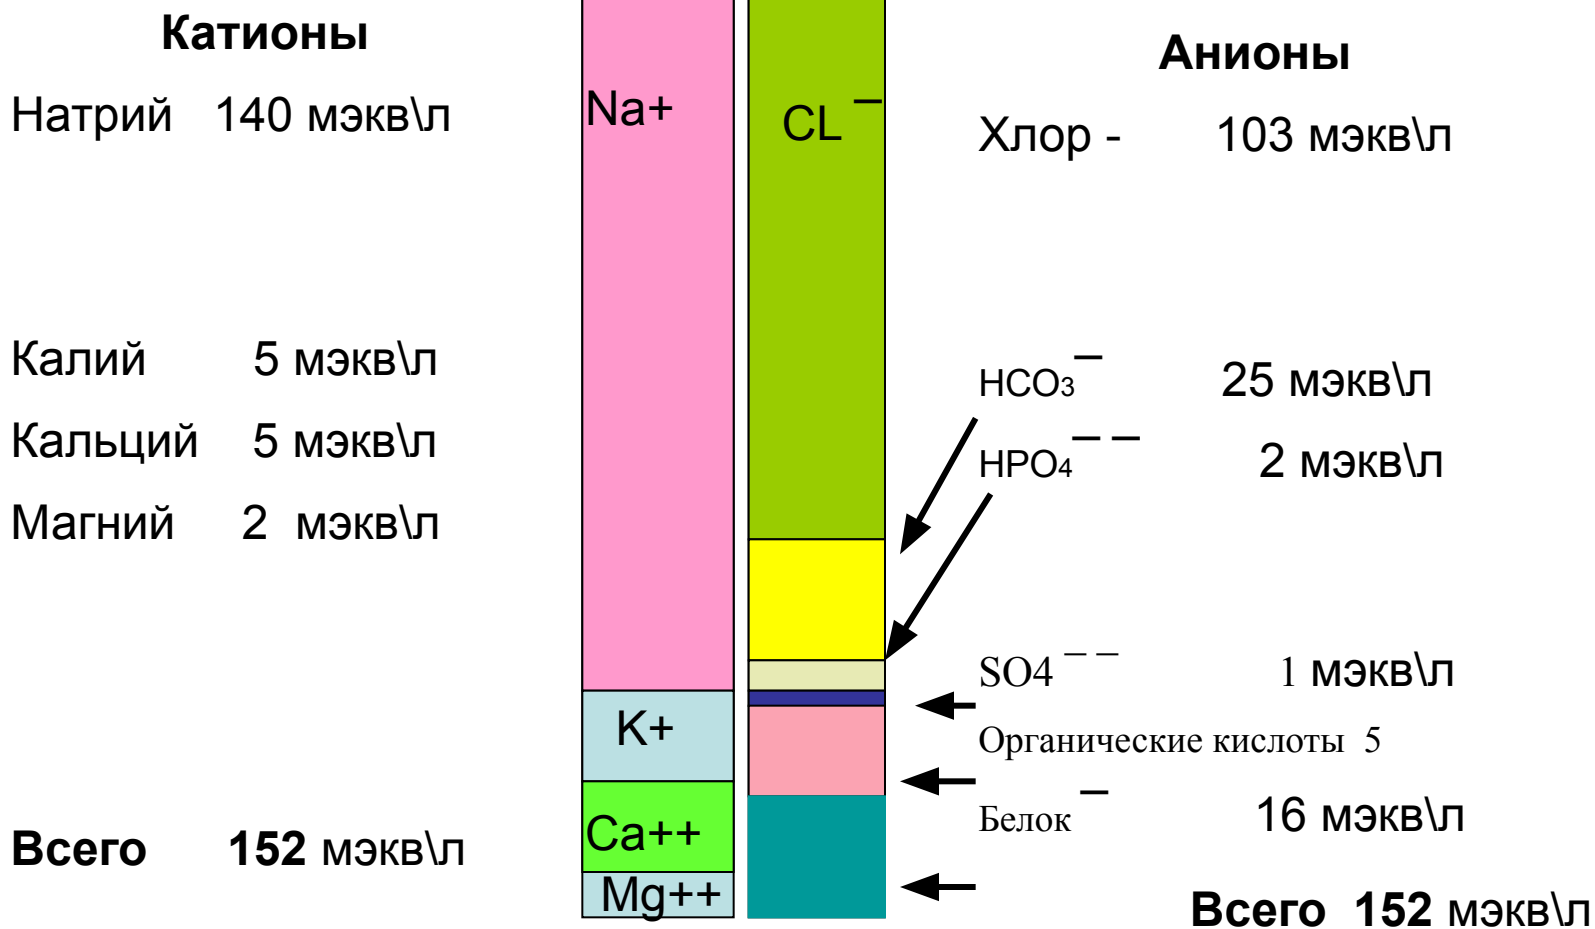 Катионы
Натрий 140 мэкв\л
Калий 5 мэкв\л
Кальций 5 мэкв\л
Магний 2 мэкв\л
Всего 152 мэкв\л
Na+
K+
Ca++
Mg++
CL –
Анионы
Хлор - 103 мэкв\л
HCO3 – 25 мэкв\л
HPO4 – – 2 мэкв\л
SO4 – – 1 мэкв\л
Органические кислоты 5
Белок – 16 мэкв\л
Всего 152 мэкв\л